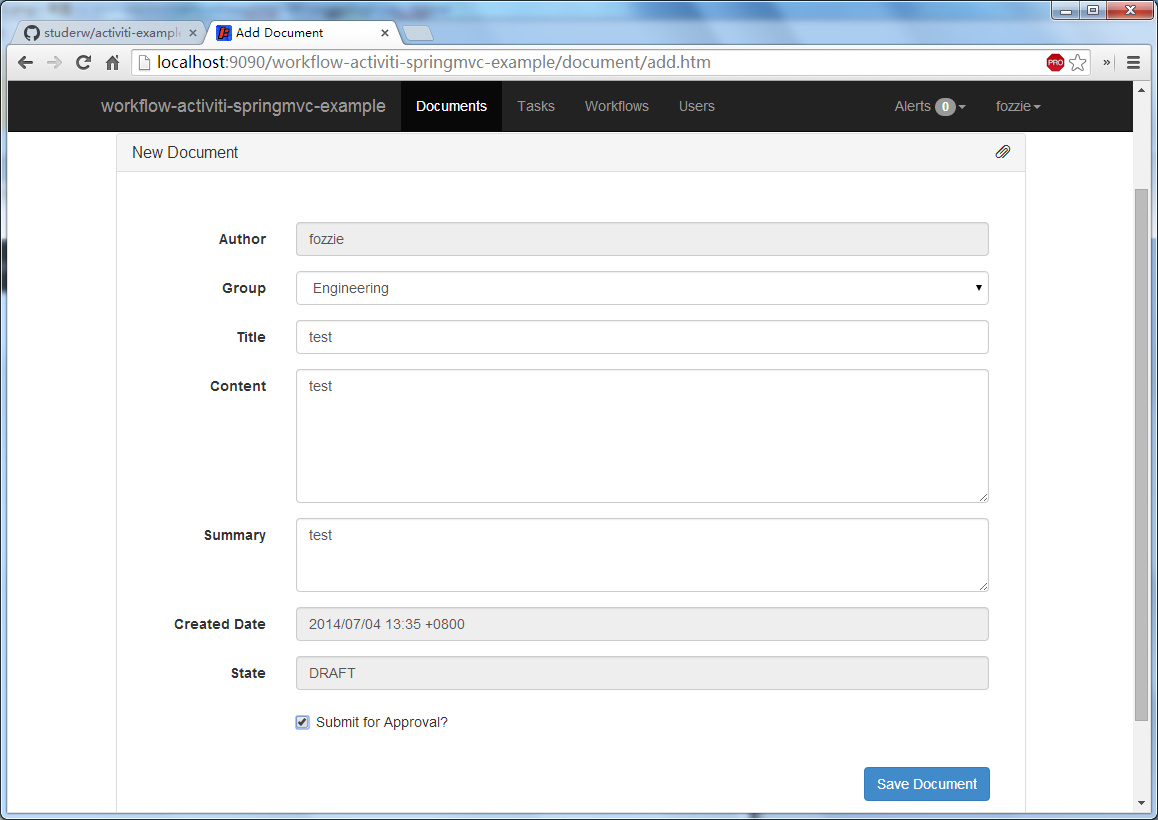 studerw/activiti-example
Add Document
localhost:9090/workflow-activiti-springmvc-example/document/add.htm
PRO
workflow-activiti-springmvc-example
Documents
Tasks
Workflows
Users
Alerts 0
fozzie
New Document
Author
fozzie
Group
Engineering
Title
test
Content
test
Summary
test
Created Date
2014/07/04 13:35 +0800
State
DRAFT
Submit for Approval?
Save Document